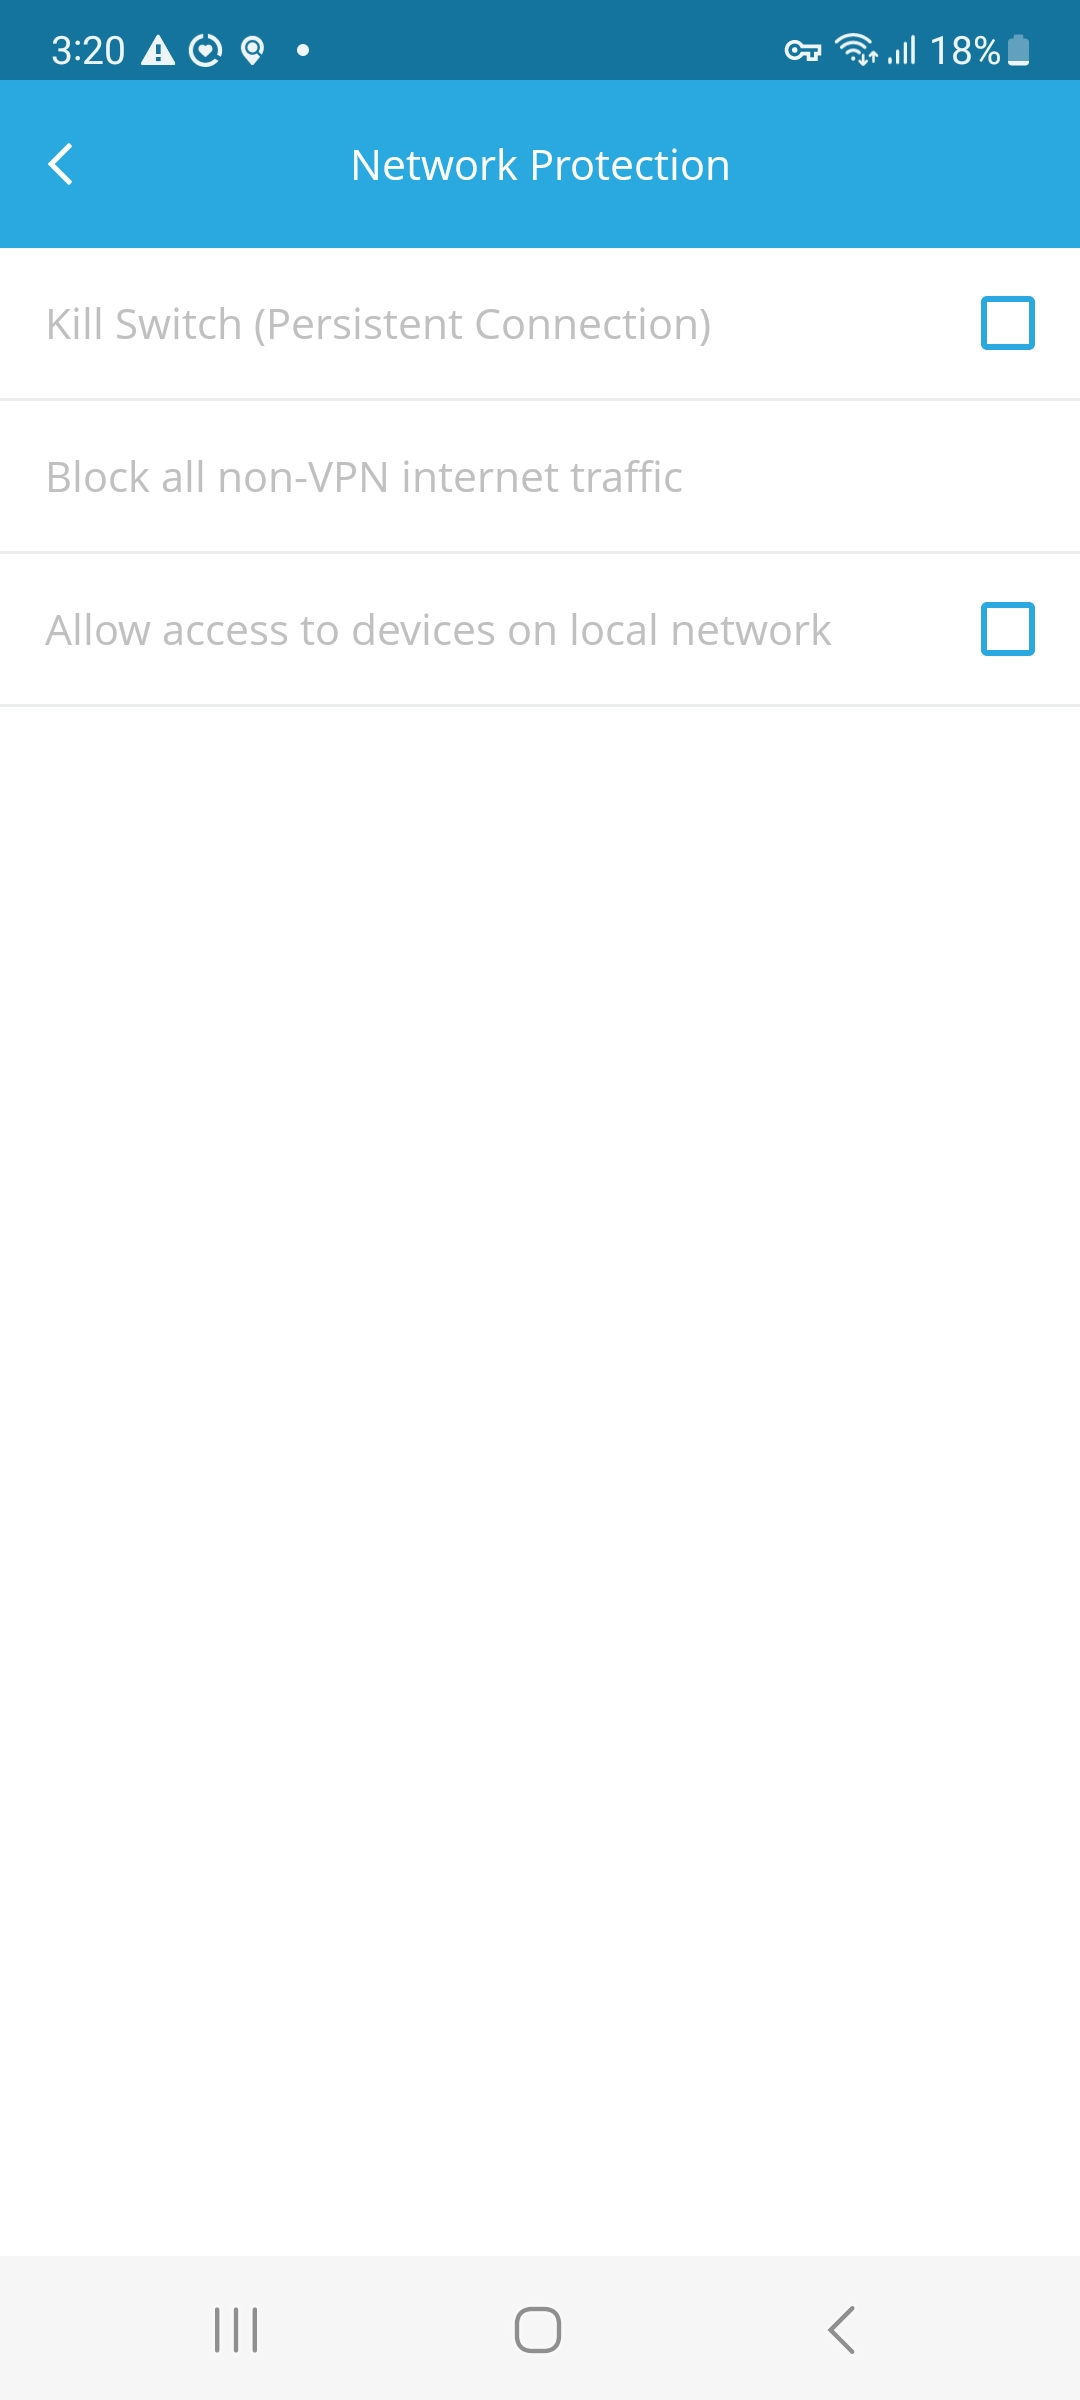 3:20 18%
Network Protection
Kill Switch (Persistent Connection)
Block all non-VPN internet traffic
Allow access to devices on local network